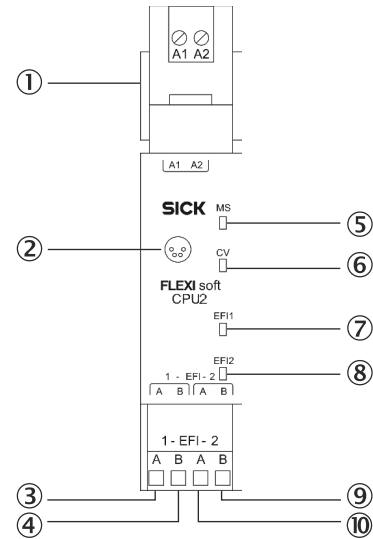 A1 A2
①
A1 A2
SICK MS
⑤
② CV
⑥
FLEXI soft
CPU2
EFI1
⑦
EFI2
⑧
1 - EFI - 2
A B A B
1 - EFI - 2
A B A B
③ ⑨
④ ⑩